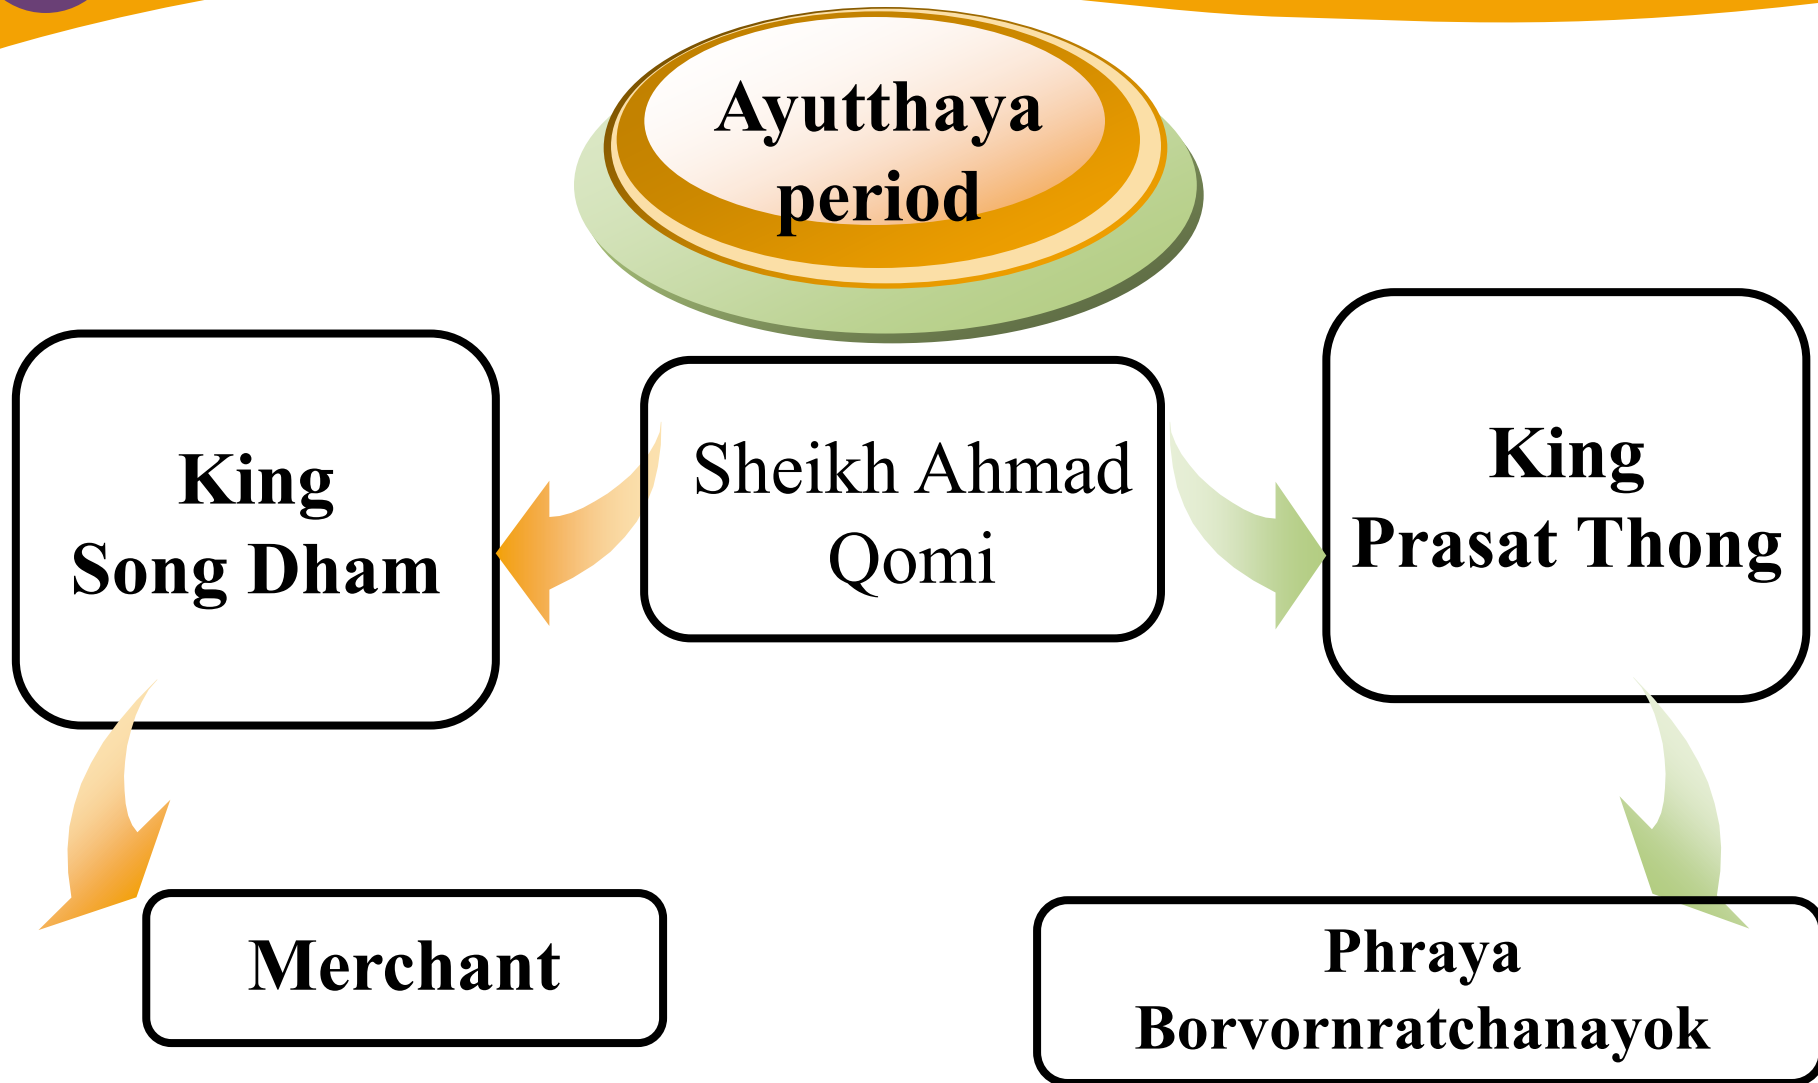 Ayutthaya
period
King
Song Dham
Sheikh Ahmad
Qomi
King
Prasat Thong
Merchant
Phraya
Borvornratchanayok